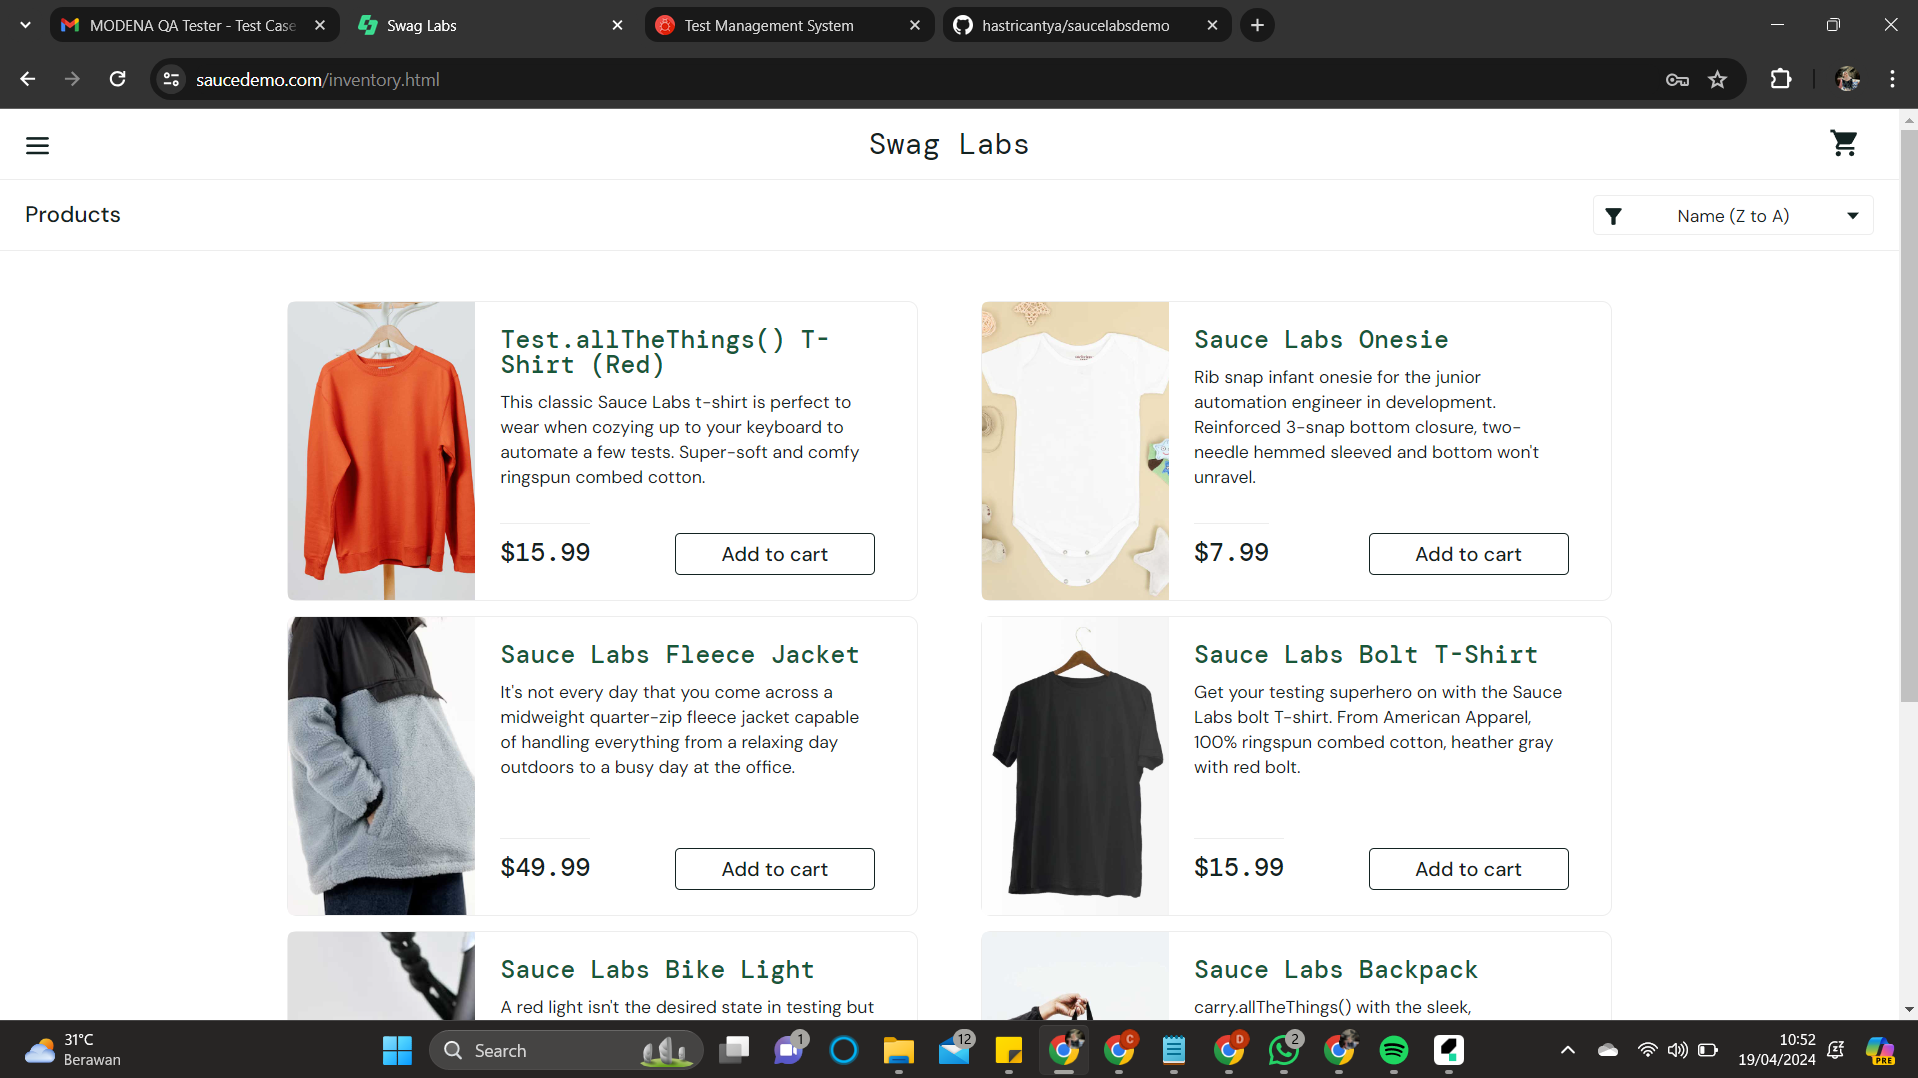 MODENA QA Tester - Test Case
Swag Labs
Test Management System
hastricantya/saucelabsdemo
saucedemo.com/inventory.html
Swag Labs
Products
Name (Z to A)
Test.allTheThings() T-
Shirt (Red)
This classic Sauce Labs t-shirt is perfect to
wear when cozying up to your keyboard to
automate a few tests. Super-soft and comfy
ringspun combed cotton.
$15.99
Add to cart
Sauce Labs Onesie
Rib snap infant onesie for the junior
automation engineer in development.
Reinforced 3-snap bottom closure, two-
needle hemmed sleeved and bottom won't
unravel.
$7.99
Add to cart
Sauce Labs Fleece Jacket
It's not every day that you come across a
midweight quarter-zip fleece jacket capable
of handling everything from a relaxing day
outdoors to a busy day at the office.
$49.99
Add to cart
Sauce Labs Bolt T-Shirt
Get your testing superhero on with the Sauce
Labs bolt T-shirt. From American Apparel,
100% ringspun combed cotton, heather gray
with red bolt.
$15.99
Add to cart
Sauce Labs Bike Light
A red light isn't the desired state in testing but
Sauce Labs Backpack
carry.allTheThings() with the sleek,
31°C
Berawan
Search
1
12
C
D
2
10:52
19/04/2024
PRE